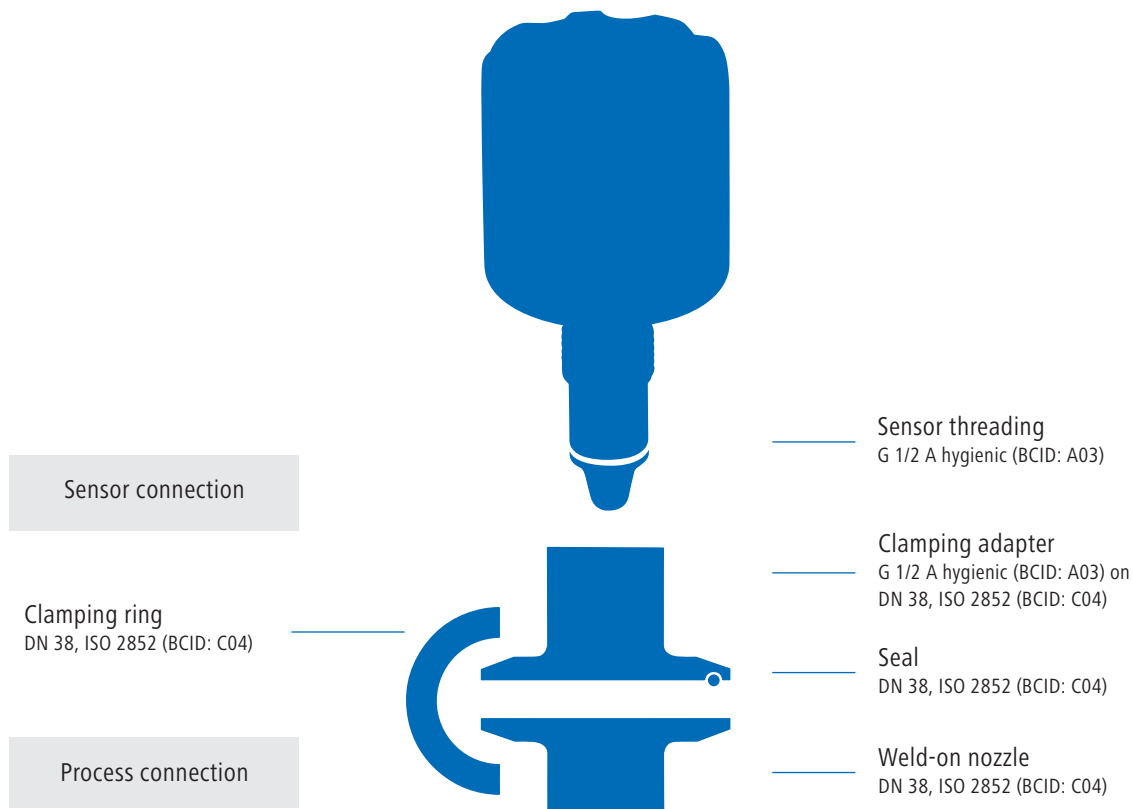 Sensor threading
G 1/2 A hygienic (BCID: A03)
Sensor connection
Clamping adapter
G 1/2 A hygienic (BCID: A03) on
DN 38, ISO 2852 (BCID: C04)
Clamping ring
DN 38, ISO 2852 (BCID: C04)
Seal
DN 38, ISO 2852 (BCID: C04)
Process connection
Weld-on nozzle
DN 38, ISO 2852 (BCID: C04)